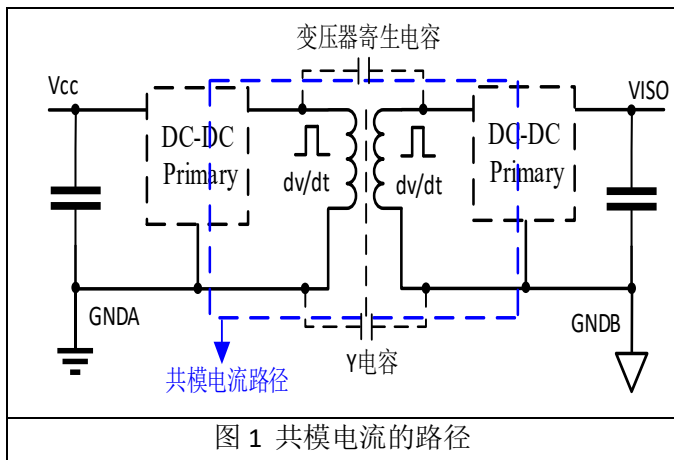 变压器寄生电容
Vcc
VISO
DC-DC
Primary
dv/dt
dv/dt
DC-DC
Primary
GNDA
GNDB
Y电容
共模电流路径
图 1 共模电流的路径